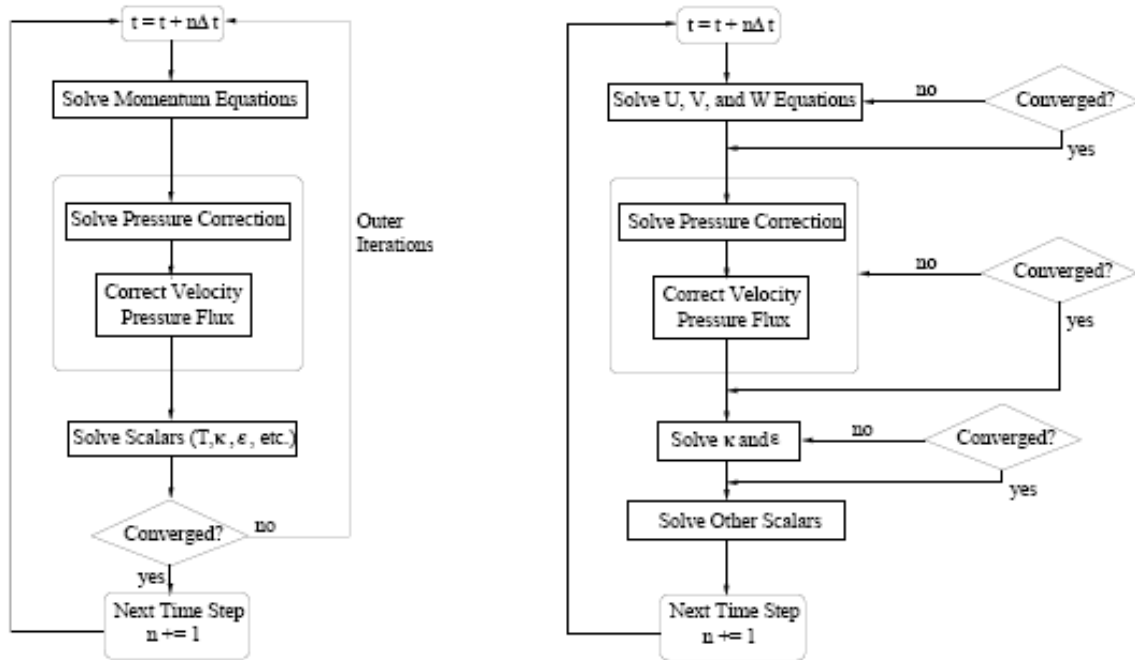 t = t + nΔ t
Solve Momentum Equations
Solve Pressure Correction
Correct Velocity
Pressure Flux
Outer
Iterations
Solve Scalars (T,κ, ε, etc.)
Converged?
no
yes
Next Time Step
n += 1
t = t + nΔ t
Solve U, V, and W Equations
no
Converged?
yes
Solve Pressure Correction
Correct Velocity
Pressure Flux
no
Converged?
yes
Solve κ and ε
no
Converged?
yes
Solve Other Scalars
Next Time Step
n += 1